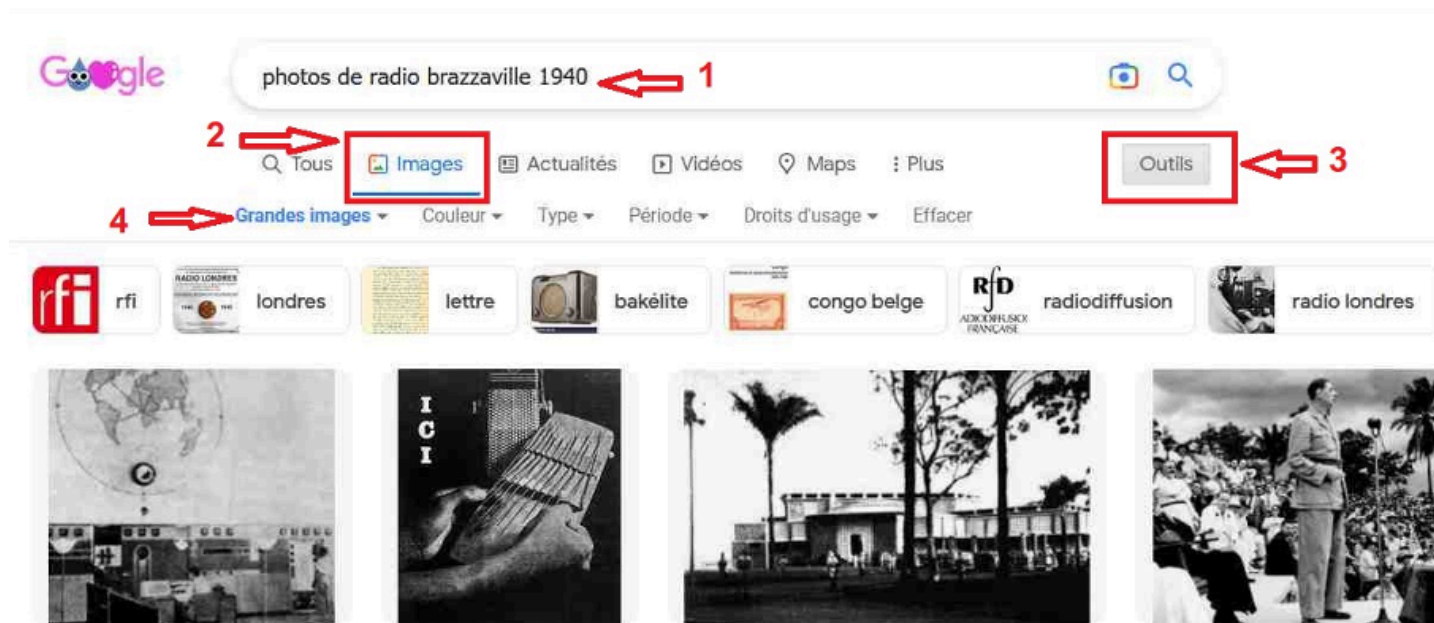 Google
photos de radio brazzaville 1940 1
2
Tous Images Actualités Vidéos Maps Plus Outils 3
4 Grandes images Couleur Type Période Droits d'usage Effacer
rfi rfi RADIO LONDRES londres lettre bakélite congo belge RfD RADIODIFFUSION FRANÇAISE radiodiffusion radio londres
I
C
I